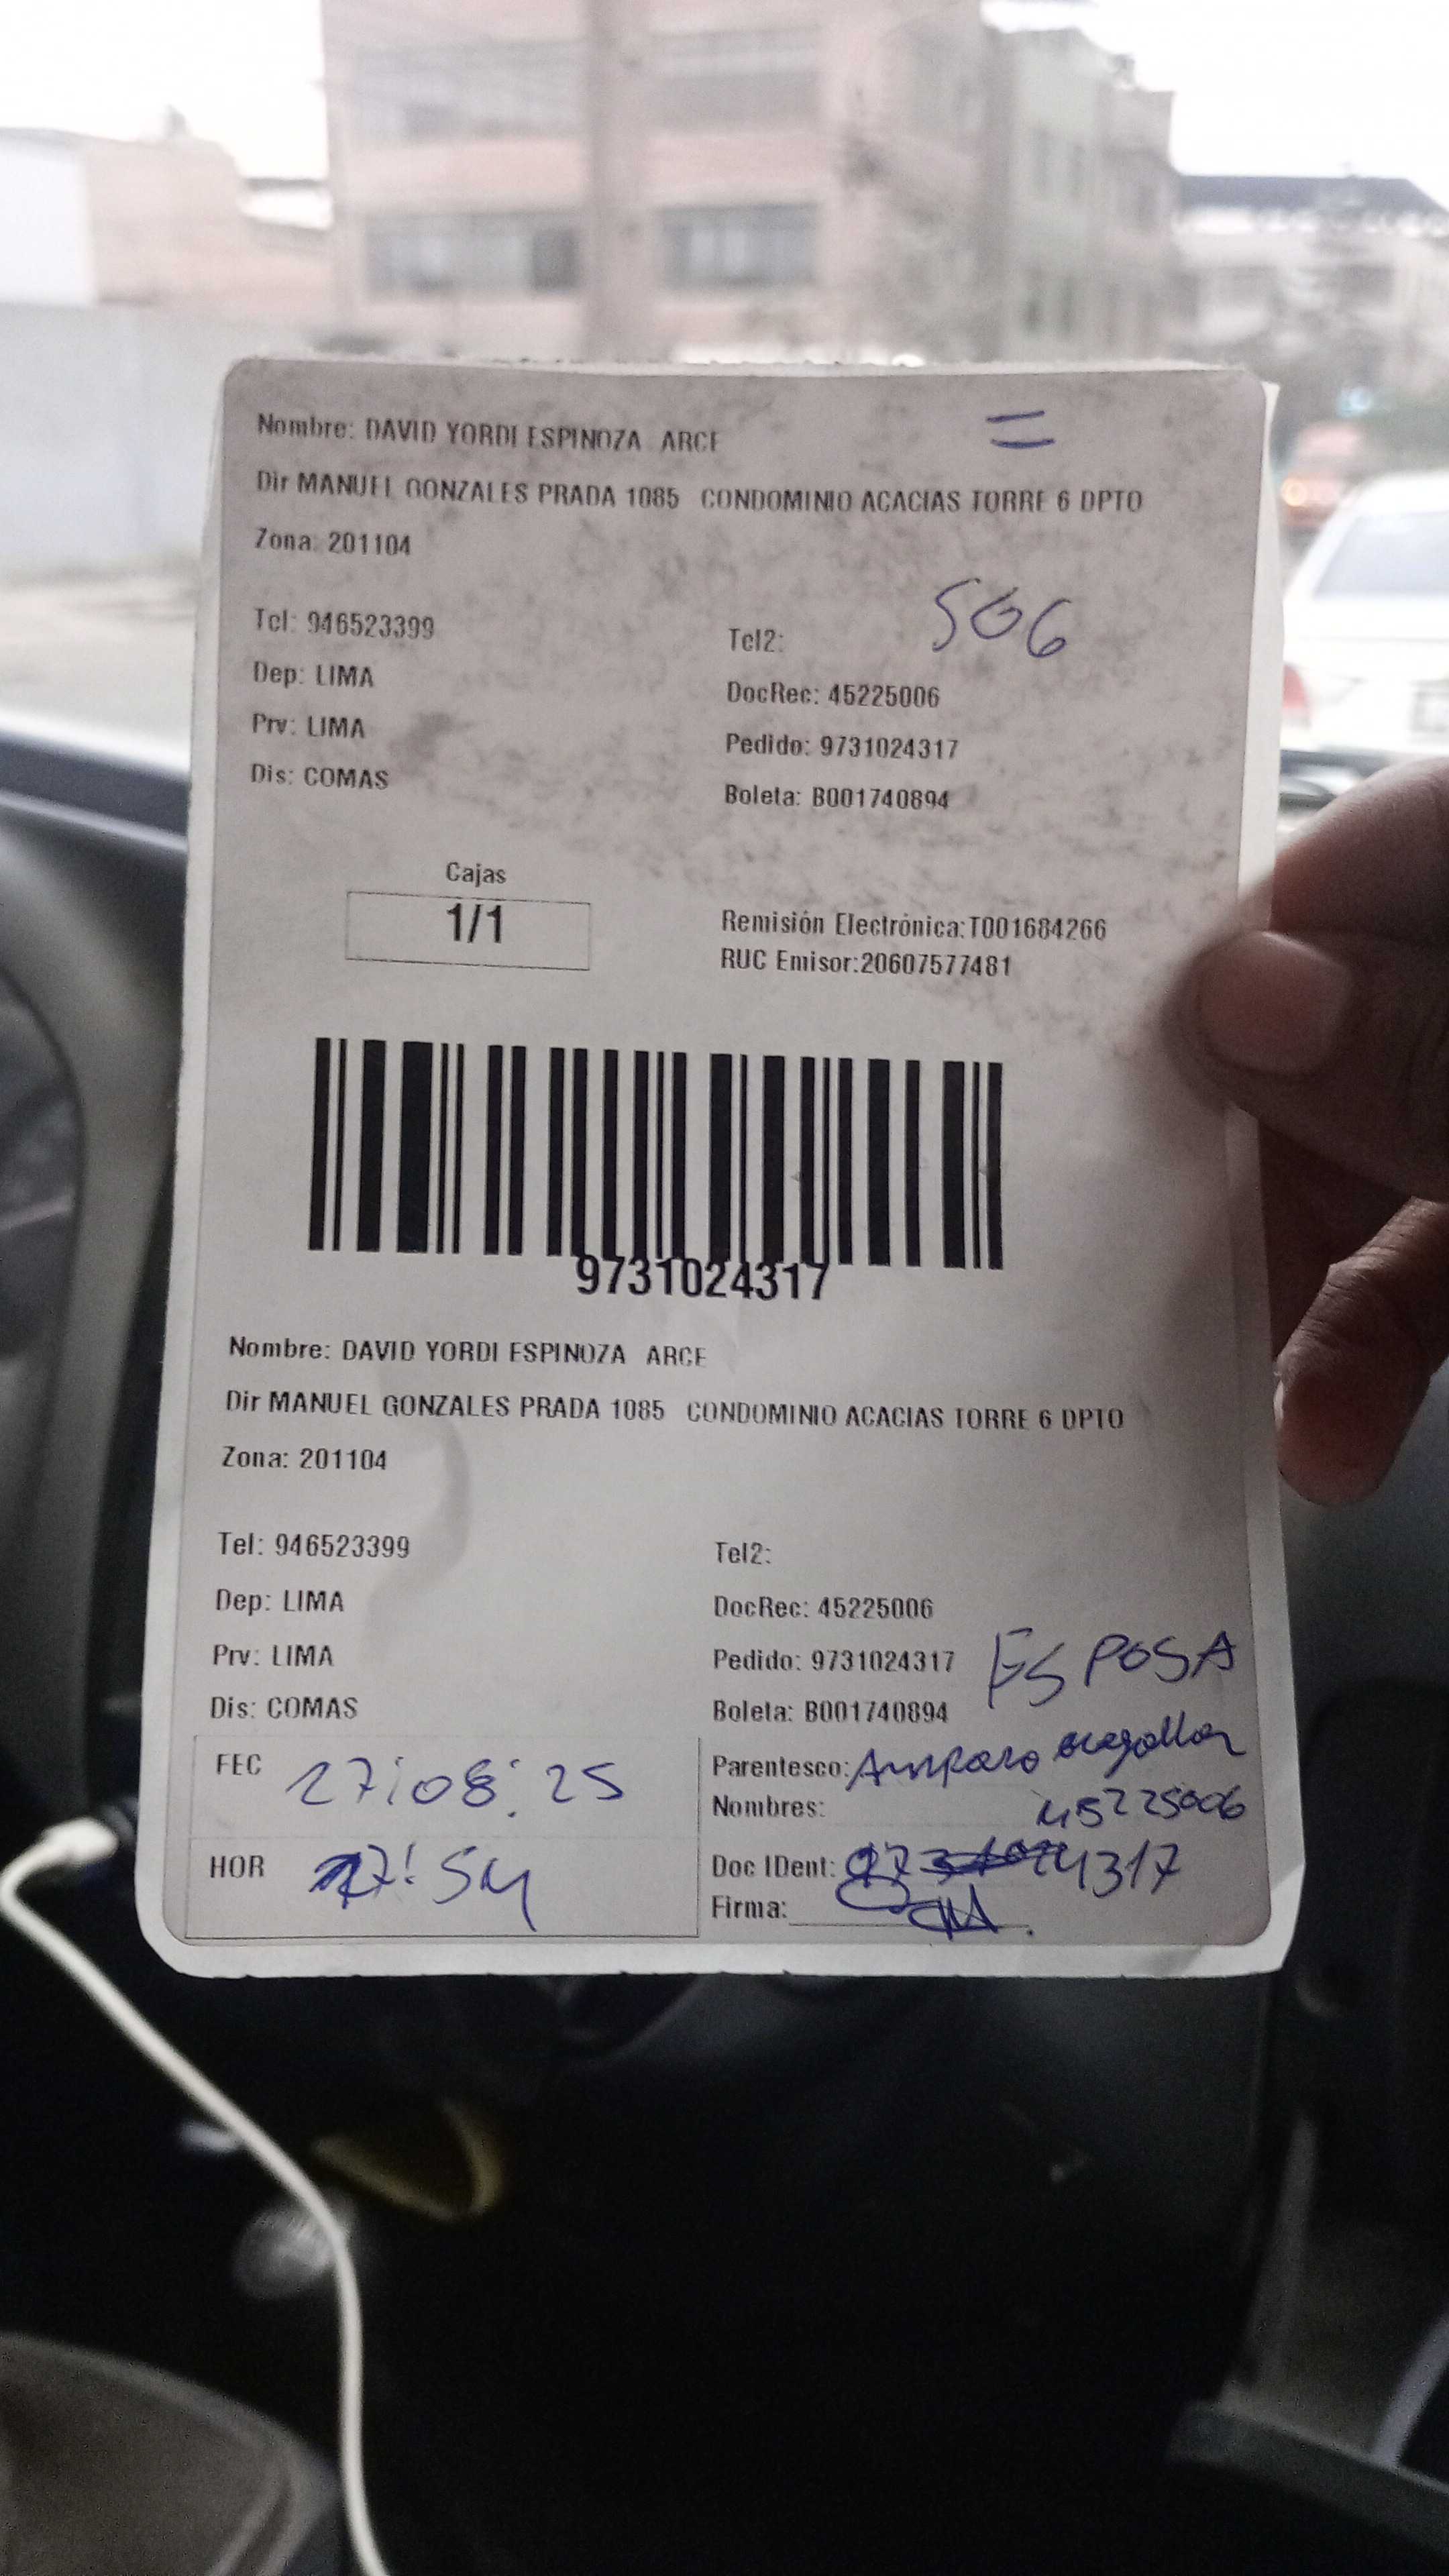 Nombre: DAVID YORDI ESPINOZA ARCE
=
Dir MANUEL GONZALES PRADA 1085 CONDOMINIO ACACIAS TORRE 6 DPTO
Zona: 201104
506
Tel: 946523399 Tel2:
Dep: LIMA DocRec: 45225006
Prv: LIMA Pedido: 9731024317
Dis: COMAS Boleta: B001740894
Cajas
1/1
Remisión Electrónica:T001684266
RUC Emisor:20607577481
9731024317
Nombre: DAVID YORDI ESPINOZA ARCE
Dir MANUEL GONZALES PRADA 1085 CONDOMINIO ACACIAS TORRE 6 DPTO
Zona: 201104
Tel: 946523399 Tel2:
Dep: LIMA DocRec: 45225006
Prv: LIMA Pedido: 9731024317 ESPOSA
Dis: COMAS Boleta: B001740894
FEC 27:08:25
Parentesco: Amparo
Nombres: 45225006
HOR 17:54
Doc IDent: 9731024317
Firma: